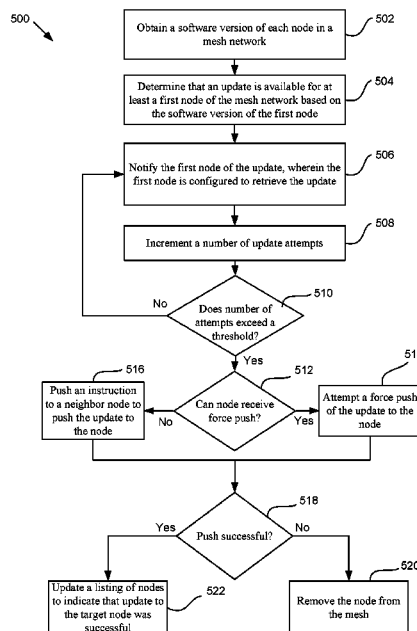 500
Obtain a software version of each node in a
mesh network
502
Determine that an update is available for at
least a first node of the mesh network based on
the software version of the first node
504
Notify the first node of the update, wherein the
first node is configured to retrieve the update
506
Increment a number of update attempts
508
No
Does number of
attempts exceed a
threshold?
510
Yes
516
Push an instruction
to a neighbor node to
push the update to
the node
No
Can node receive
force push?
512
Yes
Attempt a force push
of the update to the
node
Yes
Push successful?
518
No
Update a listing of nodes
to indicate that update to
the target node was
successful
522
Remove the node
from the
mesh
520